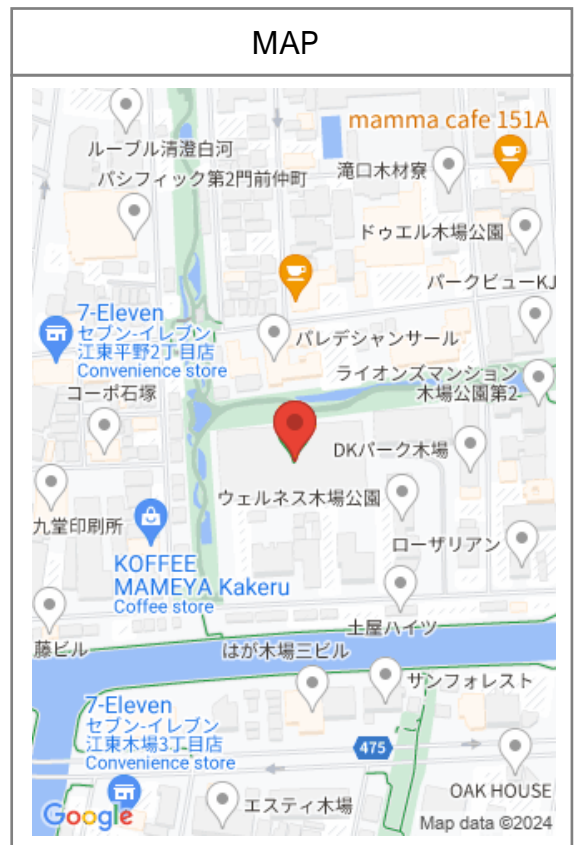 MAP
mamma cafe 151A
ルーブル清澄白河
滝口木材寮
パシフィック第2門前仲町
ドゥエル木場公園
パークビューKJ
7-Eleven
セブン-イレブン
江東平野2丁目店
Convenience store
パレデシャンサール
ライオンズマンション
木場公園第2
コーポ石塚
DKパーク木場
ウェルネス木場公園
九堂印刷所
ローザリアン
KOFFEE
MAMEYA Kakeru
Coffee store
土屋ハイツ
藤ビル
はが木場三ビル
サンフォレスト
7-Eleven
セブン-イレブン
江東木場3丁目店
Convenience store
475
OAK HOUSE
エスティ木場
Google
Map data ©2024